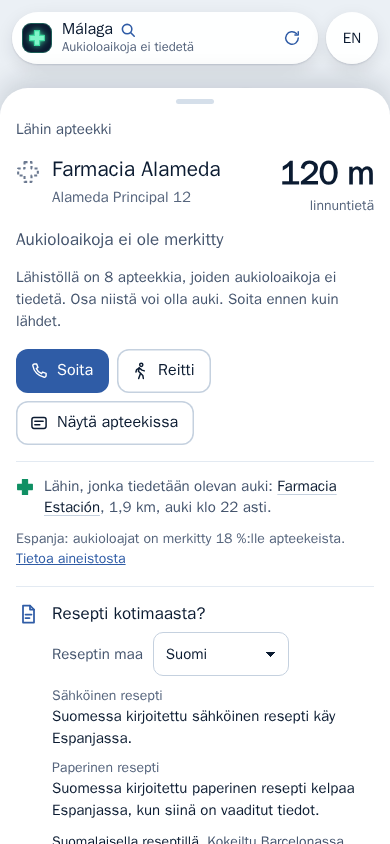 Málaga
Aukioloaikoja ei tiedetä
EN
Lähin apteekki
Farmacia Alameda
120 m
Alameda Principal 12
linnuntietä
Aukioloaikoja ei ole merkitty
Lähistöllä on 8 apteekkia, joiden aukioloaikoja ei
tiedetä. Osa niistä voi olla auki. Soita ennen kuin
lähdet.
Soita
Reitti
Näytä apteekissa
Lähin, jonka tiedetään olevan auki: Farmacia
Estación, 1,9 km, auki klo 22 asti.
Espanja: aukioloajat on merkitty 18 %:lle apteekeista.
Tietoa aineistosta
Resepti kotimaasta?
Reseptin maa
Suomi
Sähköinen resepti
Suomessa kirjoitettu sähköinen resepti käy
Espanjassa.
Paperinen resepti
Suomessa kirjoitettu paperinen resepti kelpaa
Espanjassa, kun siinä on vaaditut tiedot.
Suomalaisella reseptillä. Kokeiltu Barcelonassa